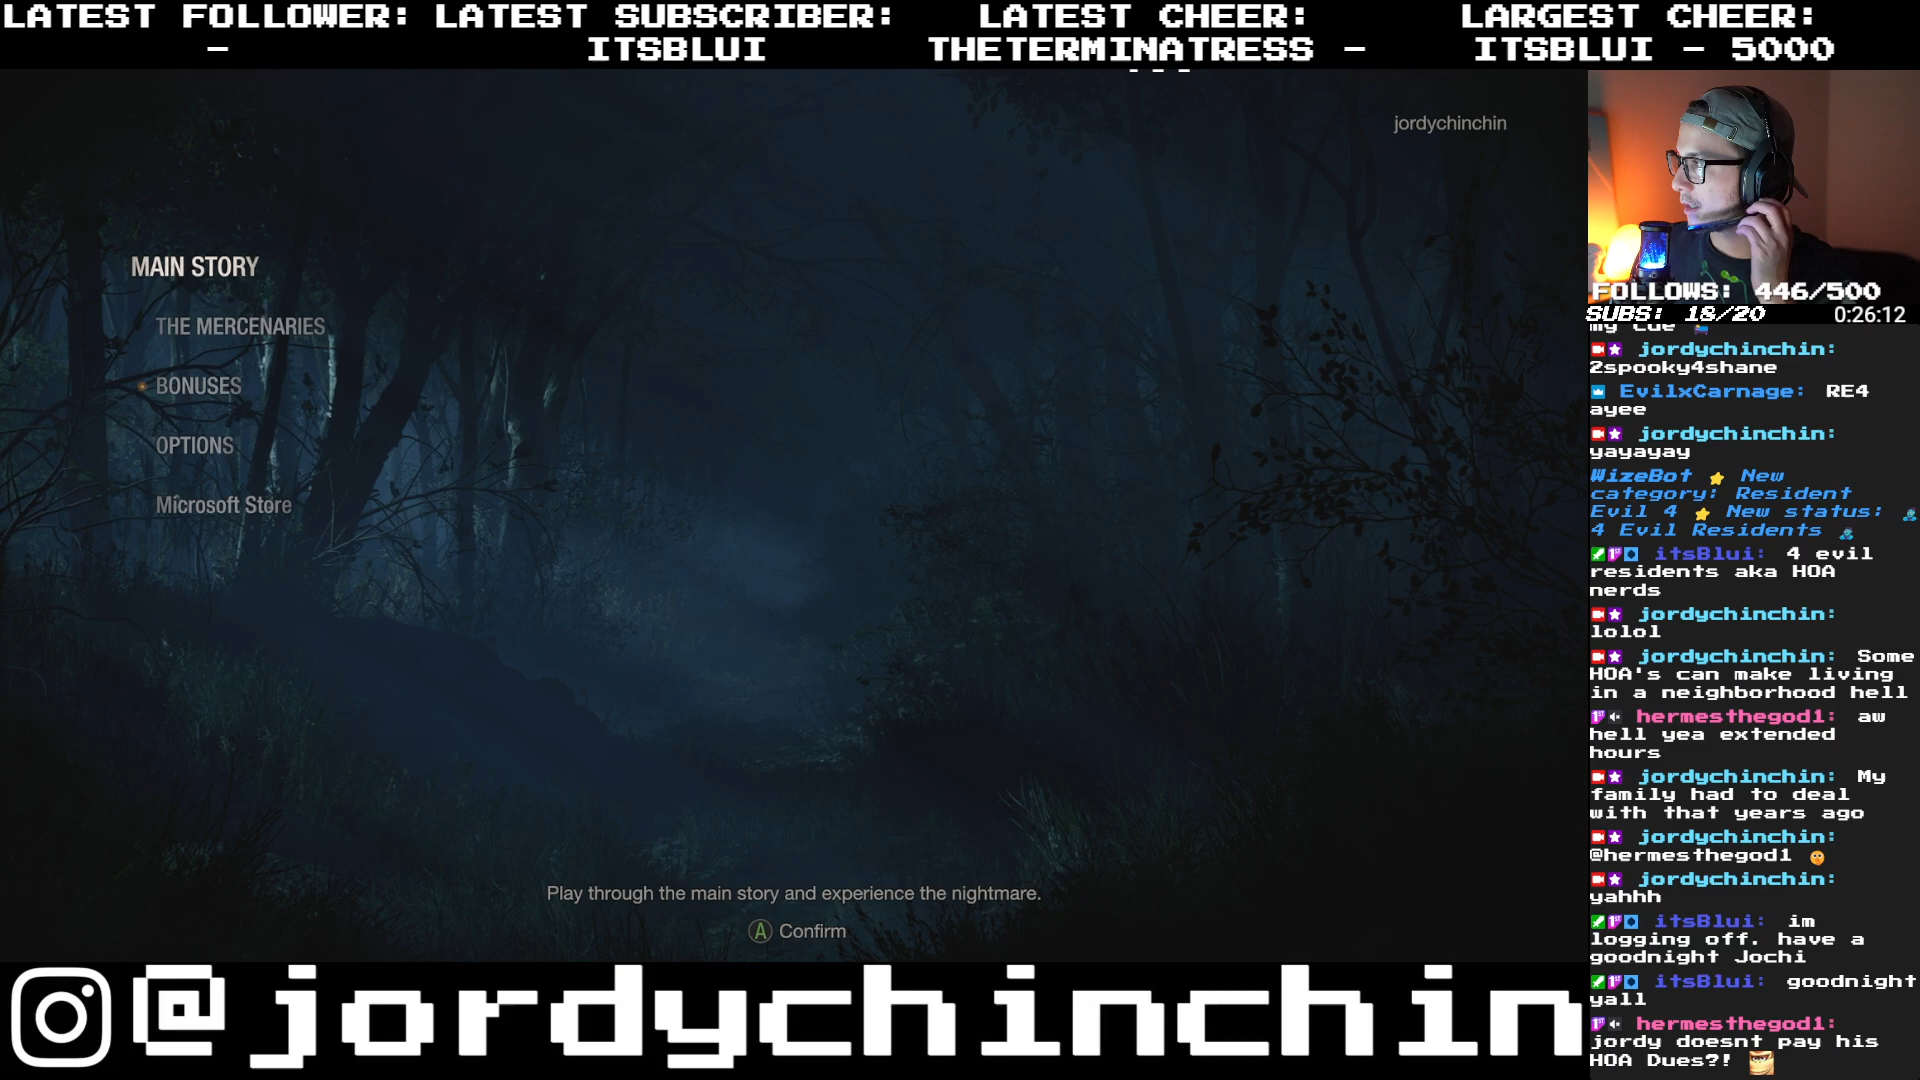 LATEST FOLLOWER:
-
LATEST SUBSCRIBER:
ITSBLUI
LATEST CHEER:
THETERMINATRESS -
...
LARGEST CHEER:
ITSBLUI - 5000
jordychinchin
MAIN STORY
THE MERCENARIES
BONUSES
OPTIONS
Microsoft Store
Play through the main story and experience the nightmare.
A Confirm
@jordychinchin
FOLLOWS: 446/500
SUBS: 18/20
0:26:12
my cue
jordychinchin:
2spooky4shane
EvilxCarnage: RE4
ayee
jordychinchin:
yayayay
WizeBot New
category: Resident
Evil 4 New status:
4 Evil Residents
itsBlui: 4 evil
residents aka HOA
nerds
jordychinchin:
lolol
jordychinchin: Some
HOA's can make living
in a neighborhood hell
hermesthegod1: aw
hell yea extended
hours
jordychinchin: My
family had to deal
with that years ago
jordychinchin:
@hermesthegod1
jordychinchin:
yahhh
itsBlui: im
logging off. have a
goodnight Jochi
itsBlui: goodnight
yall
hermesthegod1:
jordy doesnt pay his
HOA Dues?!